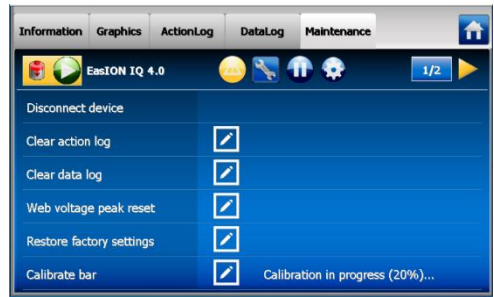 Information Graphics ActionLog DataLog Maintenance
EasION IQ 4.0 1/2
Disconnect device
Clear action log
Clear data log
Web voltage peak reset
Restore factory settings
Calibrate bar Calibration in progress (20%)...